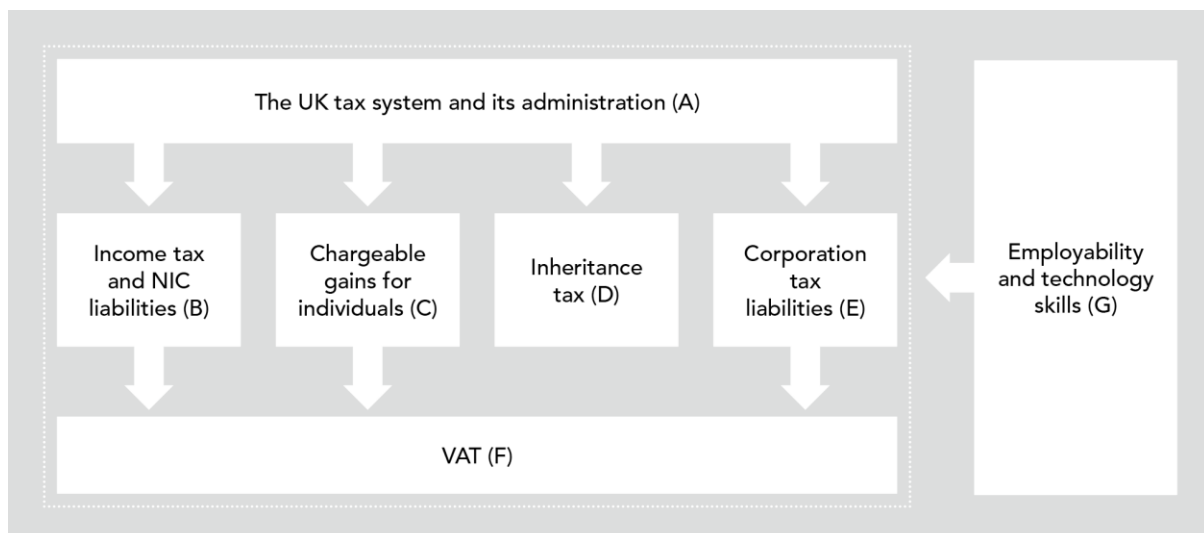 The UK tax system and its administration (A)
Income tax
and NIC
liabilities (B)
Chargeable
gains for
individuals (C)
Inheritance
tax (D)
Corporation
tax
liabilities (E)
Employability
and technology
skills (G)
VAT (F)